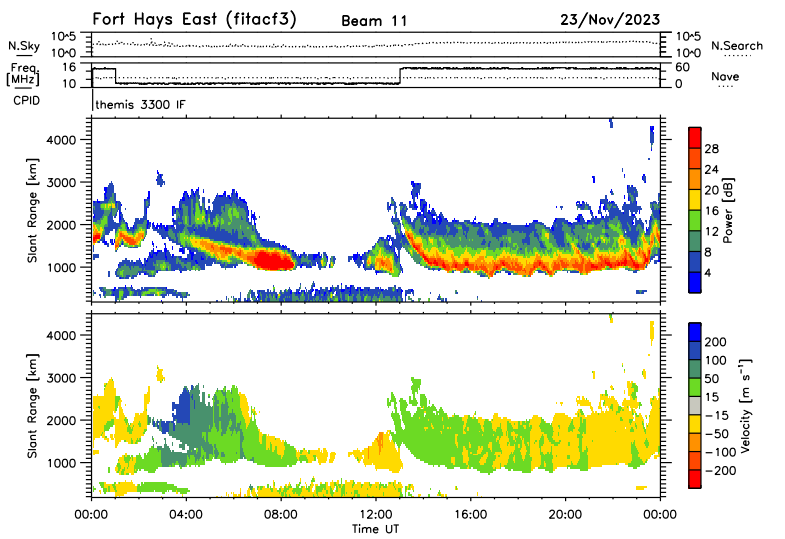 Fort Hays East (fitacf3) Beam 11 23/Nov/2023
N.Sky 10^5 10^0 10^5 10^0 N.Search
Freq. [MHz] 16 10 60 0 Nave
CPID themis 3300 IF
Slant Range [km] 4000 3000 2000 1000
Power [dB] 28 24 20 16 12 8 4
Slant Range [km] 4000 3000 2000 1000
Velocity [m s⁻¹] 200 100 50 15 −15 −50 −100 −200
00:00 04:00 08:00 12:00 16:00 20:00 00:00
Time UT